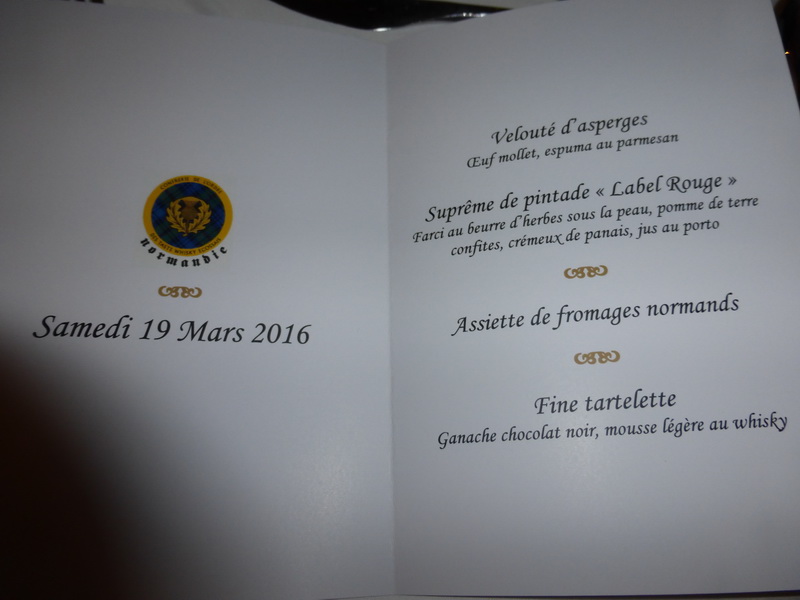 normandie
Samedi 19 Mars 2016
Velouté d'asperges
Œuf mollet, espuma au parmesan
Suprême de pintade « Label Rouge »
Farci au beurre d'herbes sous la peau, pomme de terre
confites, crémeux de panais, jus au porto
Assiette de fromages normands
Fine tartelette
Ganache chocolat noir, mousse légère au whisky